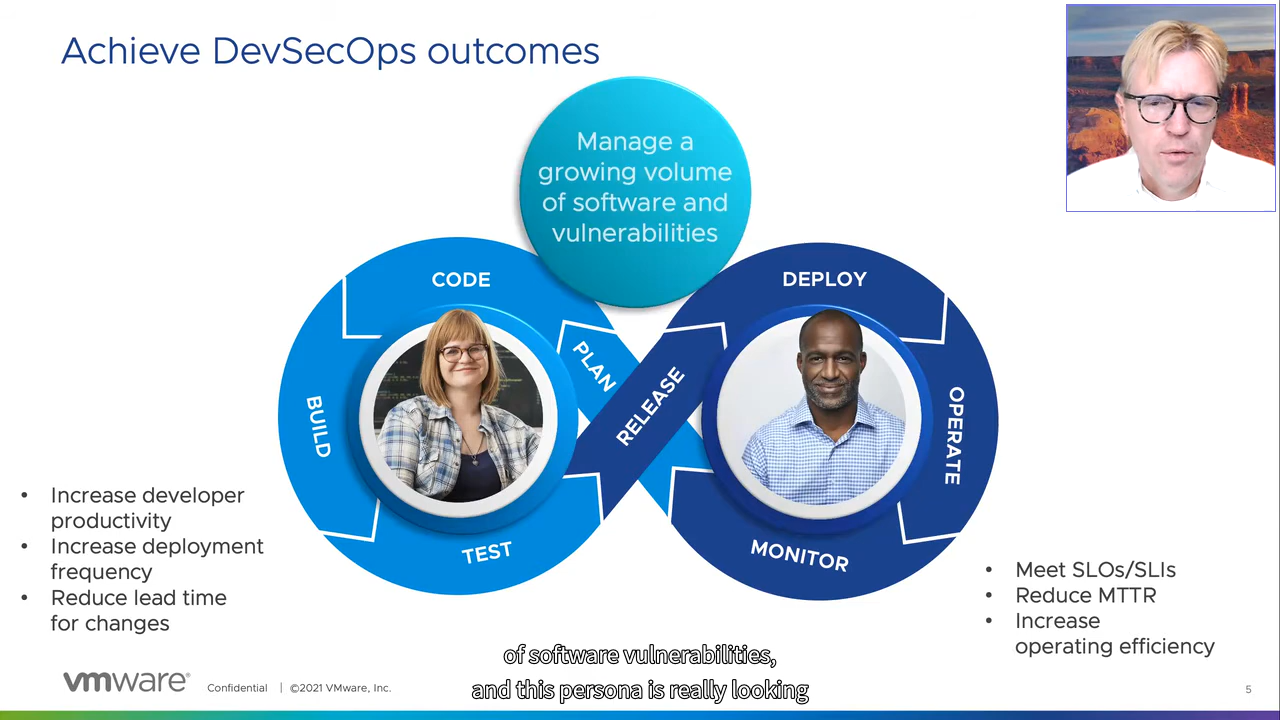 Achieve DevSecOps outcomes
Manage a
growing volume
of software and
vulnerabilities
CODE
DEPLOY
PLAN
RELEASE
BUILD
OPERATE
TEST
MONITOR
• Increase developer
productivity
• Increase deployment
frequency
• Reduce lead time
for changes
• Meet SLOs/SLIs
• Reduce MTTR
• Increase
operating efficiency
of software vulnerabilities,
and this persona is really looking
vmware®
Confidential | ©2021 VMware, Inc.
5